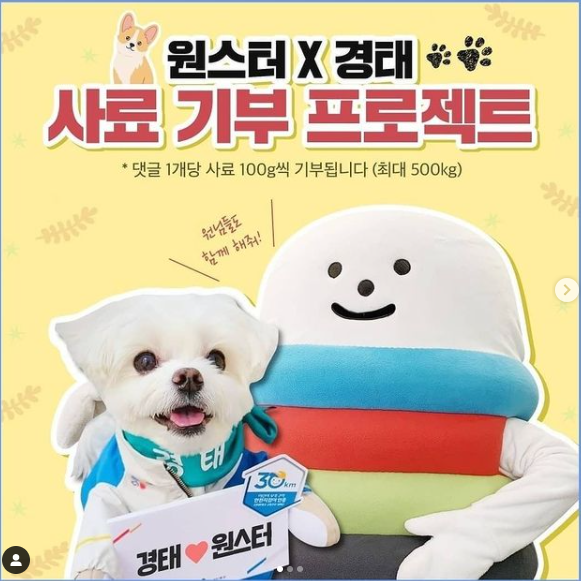 원스터 X 경태
사료 기부 프로젝트
* 댓글 1개당 사료 100g씩 기부됩니다 (최대 500kg)
원님들도
함께 해줘!
경 태
30km
경태 ♥ 원스터